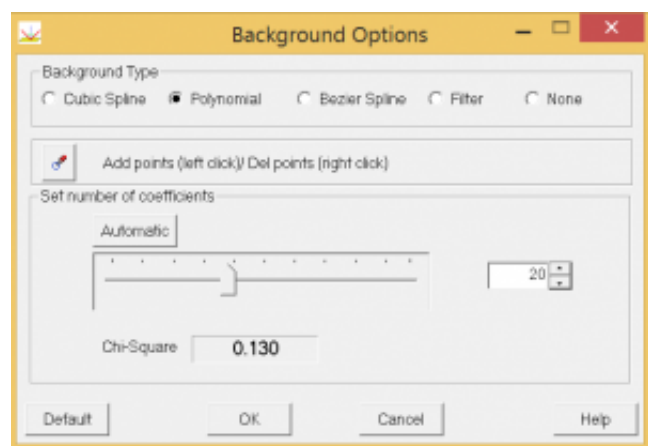 Background Options
Background Type
Cubic Spline Polynomial Bezier Spline Filter None
Add points (left click)/ Del points (right click)
Set number of coefficients
Automatic
20
Chi-Square 0.130
Default OK Cancel Help